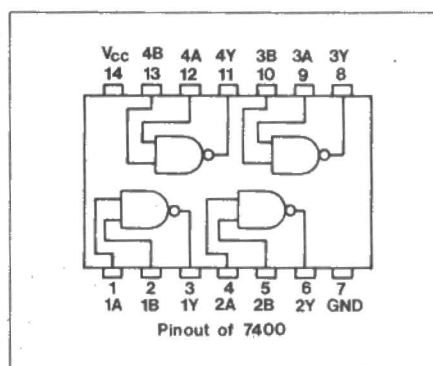 VCC 4B 4A 4Y 3B 3A 3Y
14 13 12 11 10 9 8
1 2 3 4 5 6 7
1A 1B 1Y 2A 2B 2Y GND
Pinout of 7400